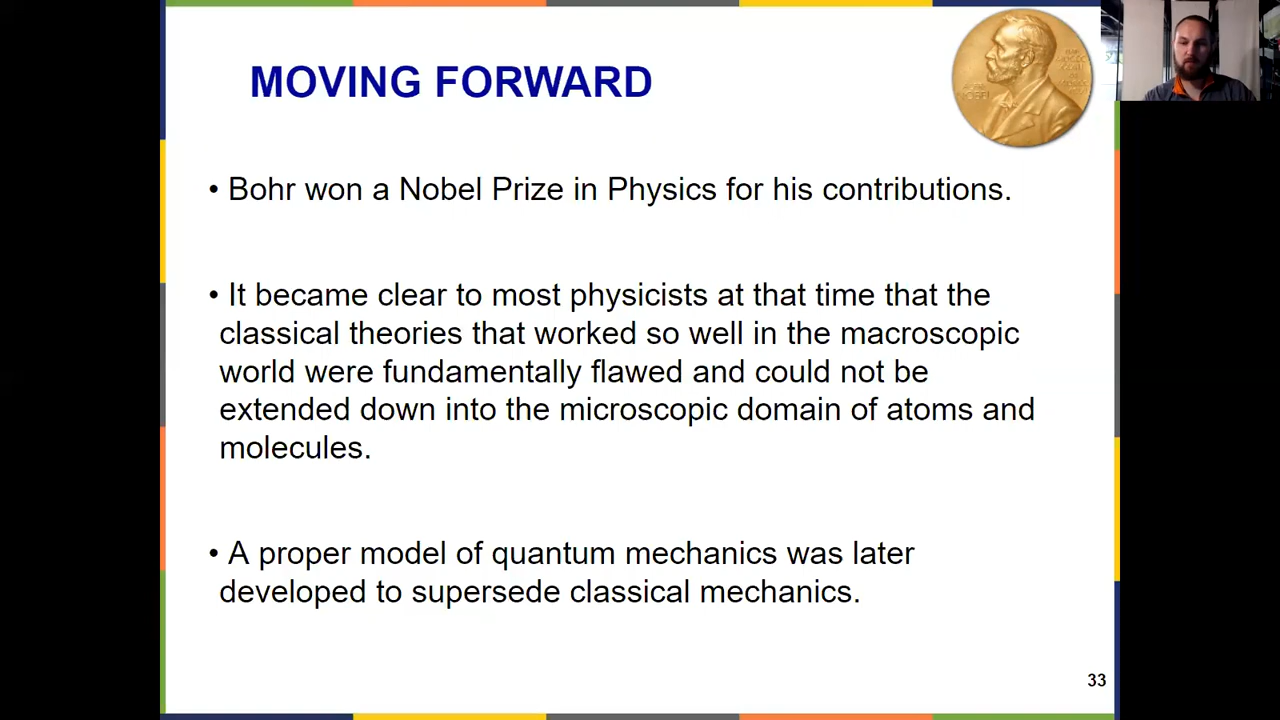 MOVING FORWARD
• Bohr won a Nobel Prize in Physics for his contributions.
• It became clear to most physicists at that time that the
classical theories that worked so well in the macroscopic
world were fundamentally flawed and could not be
extended down into the microscopic domain of atoms and
molecules.
• A proper model of quantum mechanics was later
developed to supersede classical mechanics.
33